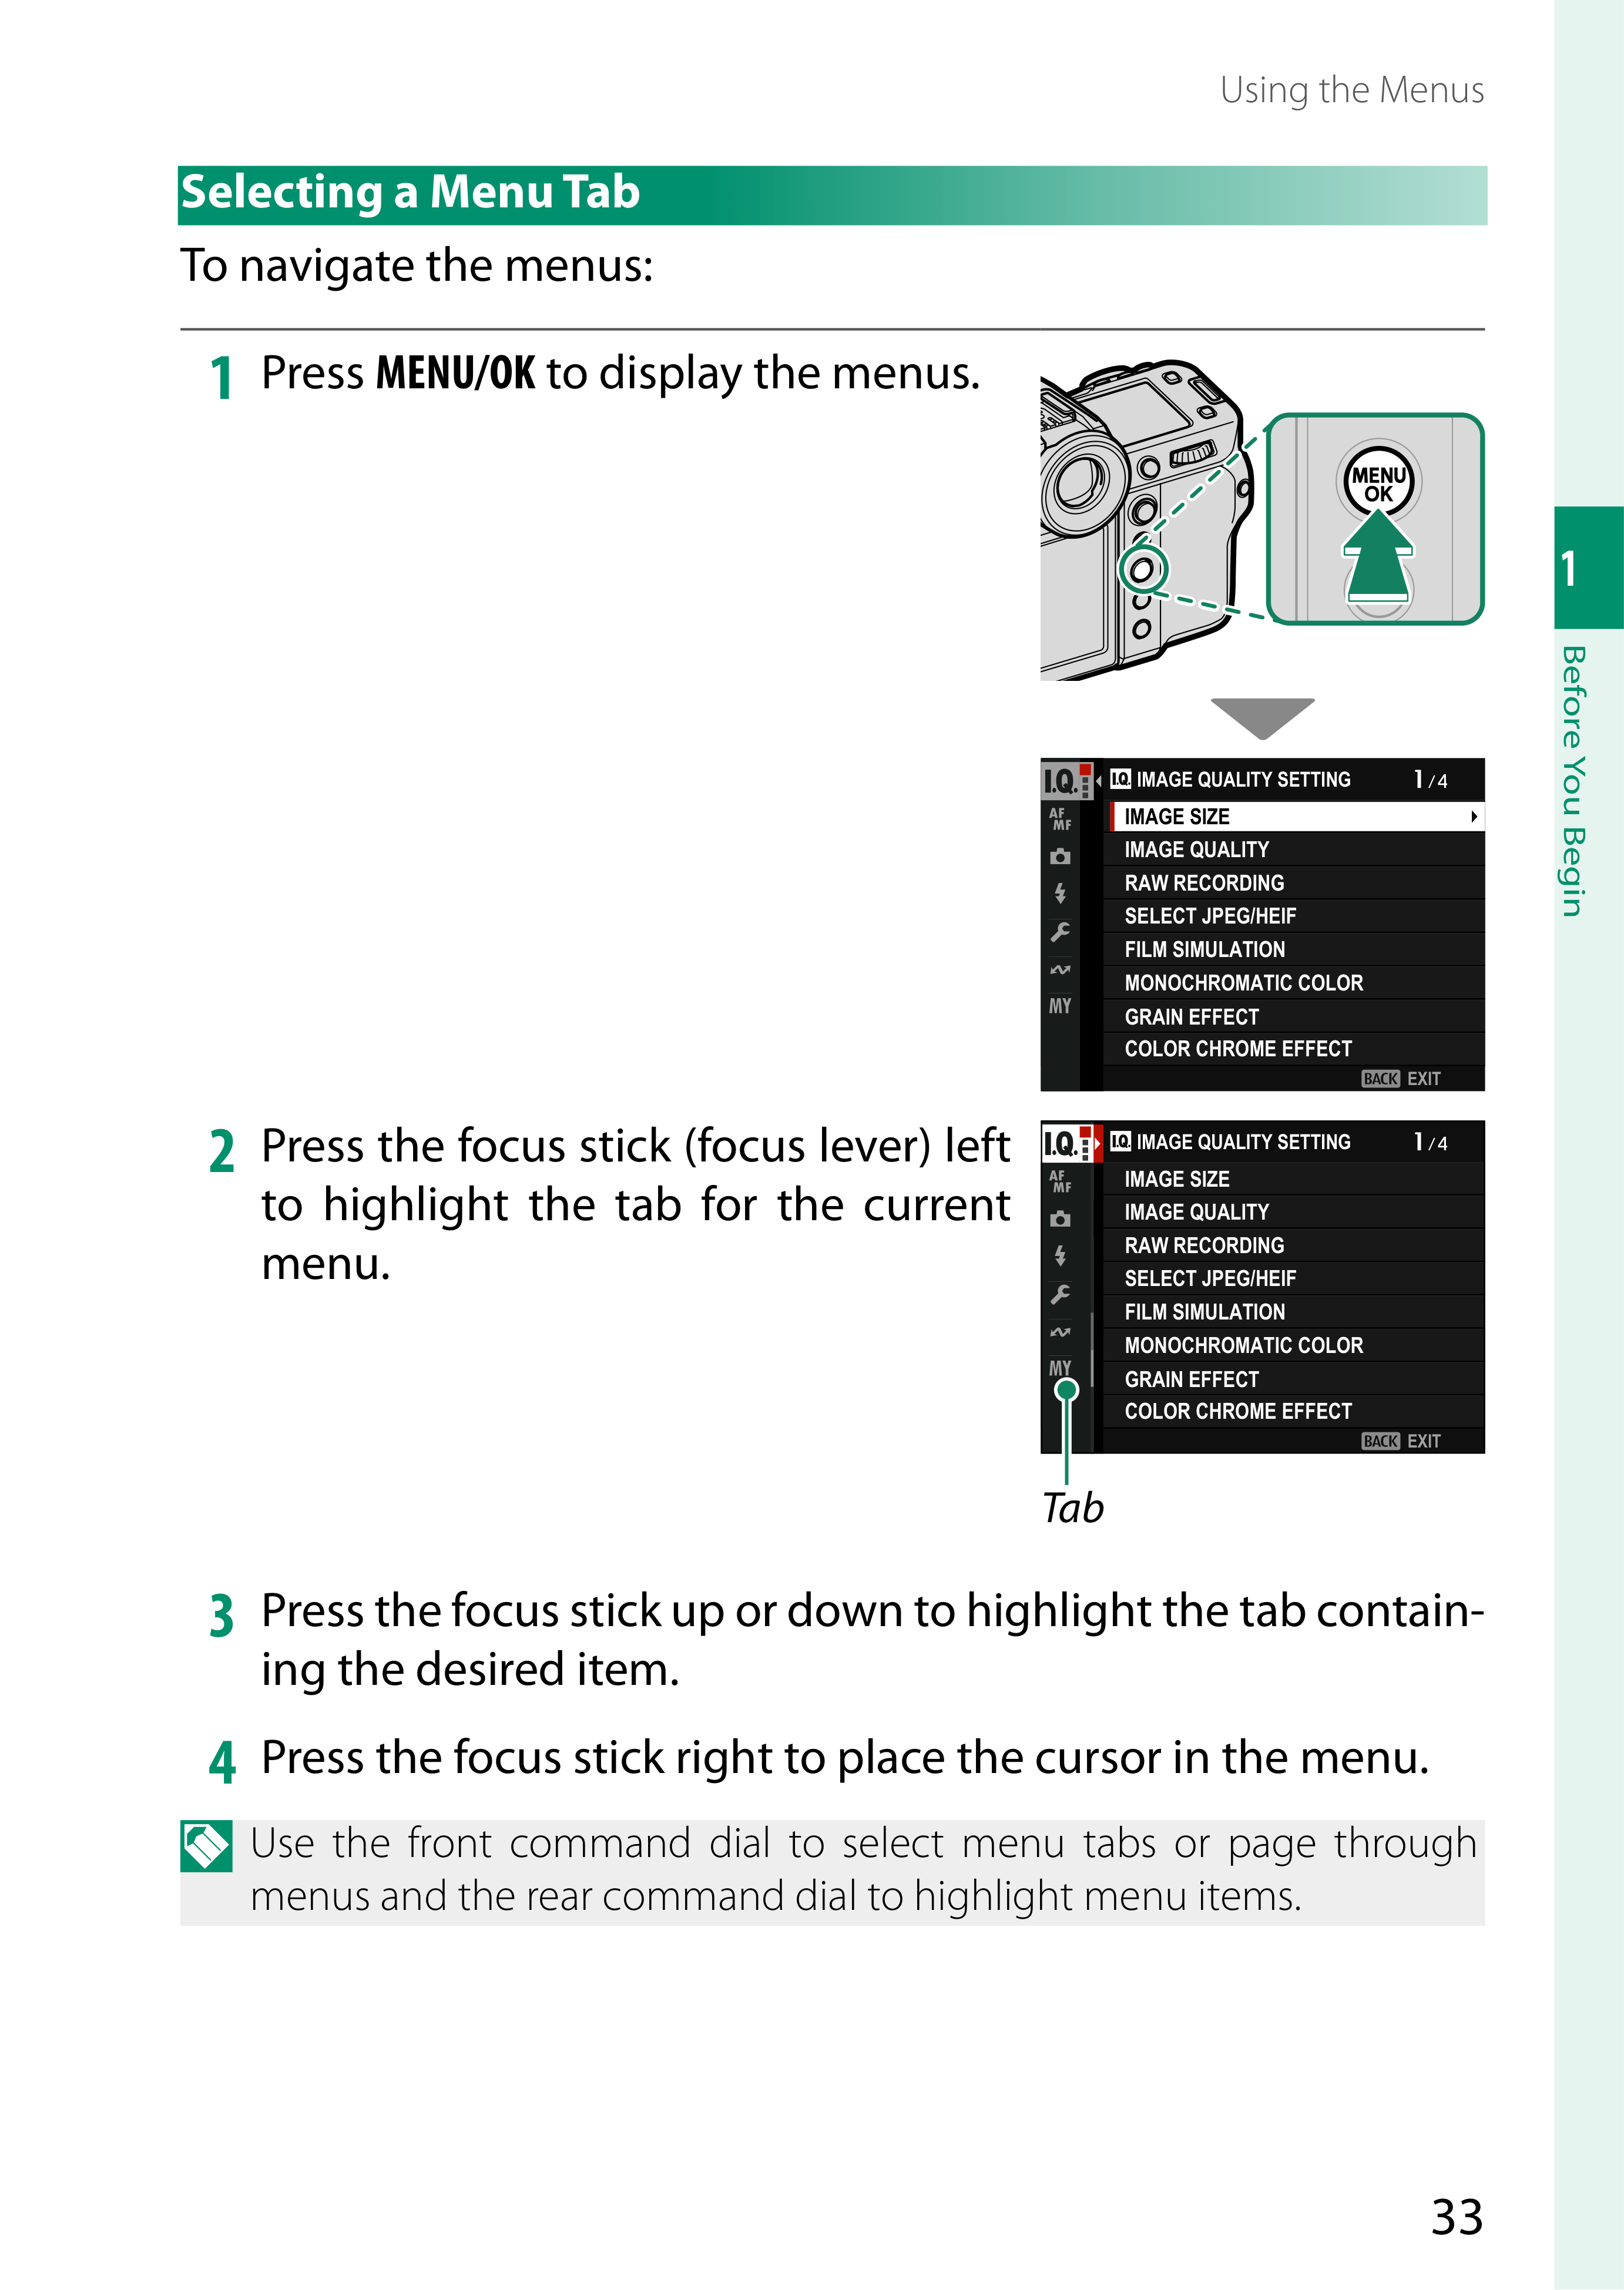 Using the Menus
Selecting a Menu Tab
To navigate the menus:
1 Press MENU/OK to display the menus.
MENU
OK
I.Q. I.Q. IMAGE QUALITY SETTING 1/4
AF
MF
IMAGE SIZE
IMAGE QUALITY
RAW RECORDING
SELECT JPEG/HEIF
FILM SIMULATION
MONOCHROMATIC COLOR
MY GRAIN EFFECT
COLOR CHROME EFFECT
BACK EXIT
2 Press the focus stick (focus lever) left
to highlight the tab for the current
menu.
I.Q. I.Q. IMAGE QUALITY SETTING 1/4
AF
MF
IMAGE SIZE
IMAGE QUALITY
RAW RECORDING
SELECT JPEG/HEIF
FILM SIMULATION
MONOCHROMATIC COLOR
MY GRAIN EFFECT
COLOR CHROME EFFECT
BACK EXIT
Tab
3 Press the focus stick up or down to highlight the tab contain-
ing the desired item.
4 Press the focus stick right to place the cursor in the menu.
Use the front command dial to select menu tabs or page through
menus and the rear command dial to highlight menu items.
1
Before You Begin
33